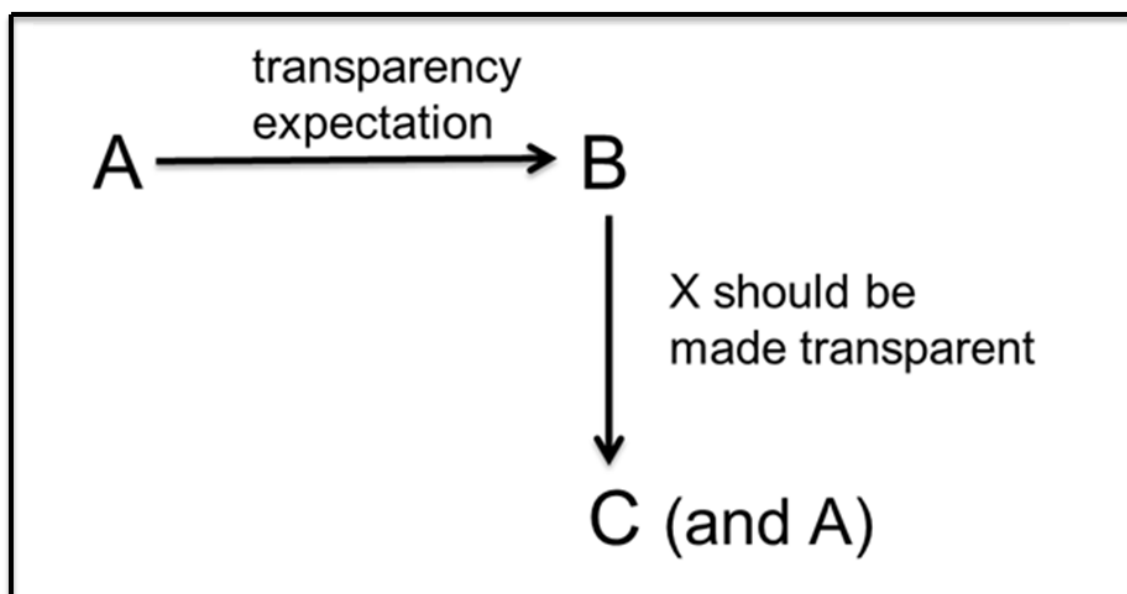 transparency
expectation
A
B
X should be
made transparent
C (and A)